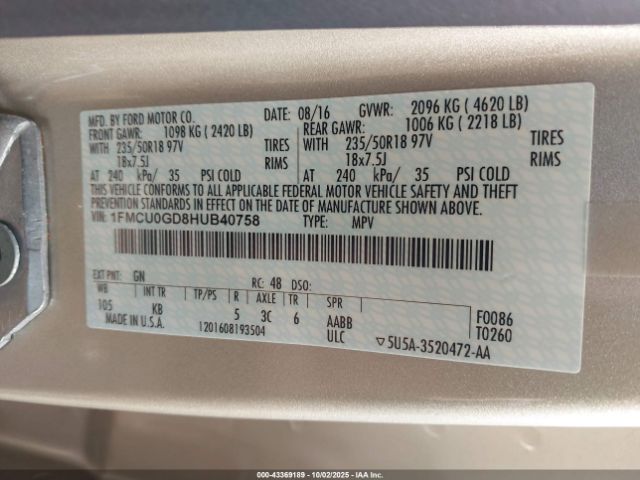 MFD. BY FORD MOTOR CO. DATE: 08/16 GVWR: 2096 KG ( 4620 LB)
FRONT GAWR: 1098 KG ( 2420 LB) REAR GAWR: 1006 KG ( 2218 LB)
WITH 235/50R18 97V TIRES WITH 235/50R18 97V TIRES
18x7.5J RIMS 18x7.5J RIMS
AT 240 kPa/ 35 PSI COLD AT 240 kPa/ 35 PSI COLD
THIS VEHICLE CONFORMS TO ALL APPLICABLE FEDERAL MOTOR VEHICLE SAFETY AND THEFT
PREVENTION STANDARDS IN EFFECT ON THE DATE OF MANUFACTURE SHOWN ABOVE.
VIN: 1FMCU0GD8HUB40758 TYPE: MPV
EXT PNT: GN RC: 48 DSO:
WB INT TR TP/PS R AXLE TR SPR
105 KB 5 3C 6 AABB F0086
MADE IN U.S.A. 1201608193504 ULC T0260
▽5U5A-3520472-AA
000-43369189 - 10/02/2025 - IAAI.COM